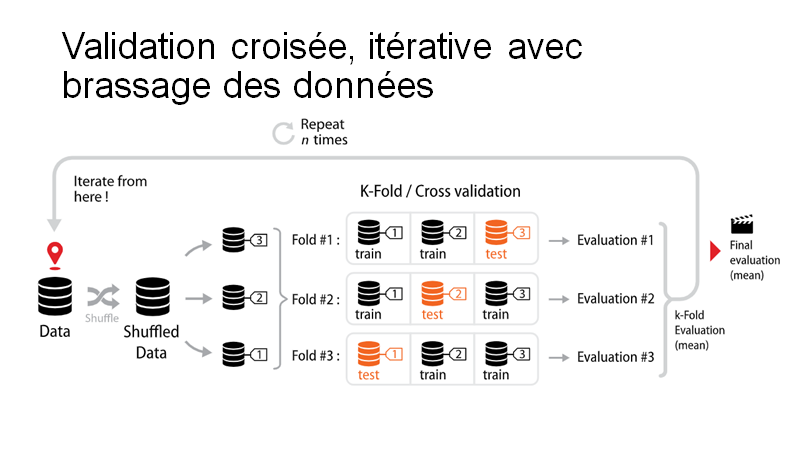 Validation croisée, itérative avec
brassage des données
Repeat
n times
Iterate from
here !
K-Fold / Cross validation
3
Fold #1 :
1
2
3
train
train
test
Evaluation #1
Final
evaluation
(mean)
Data
Shuffle
Shuffled
Data
2
Fold #2 :
1
2
3
train
test
train
Evaluation #2
k-Fold
Evaluation
(mean)
1
Fold #3 :
1
2
3
test
train
train
Evaluation #3